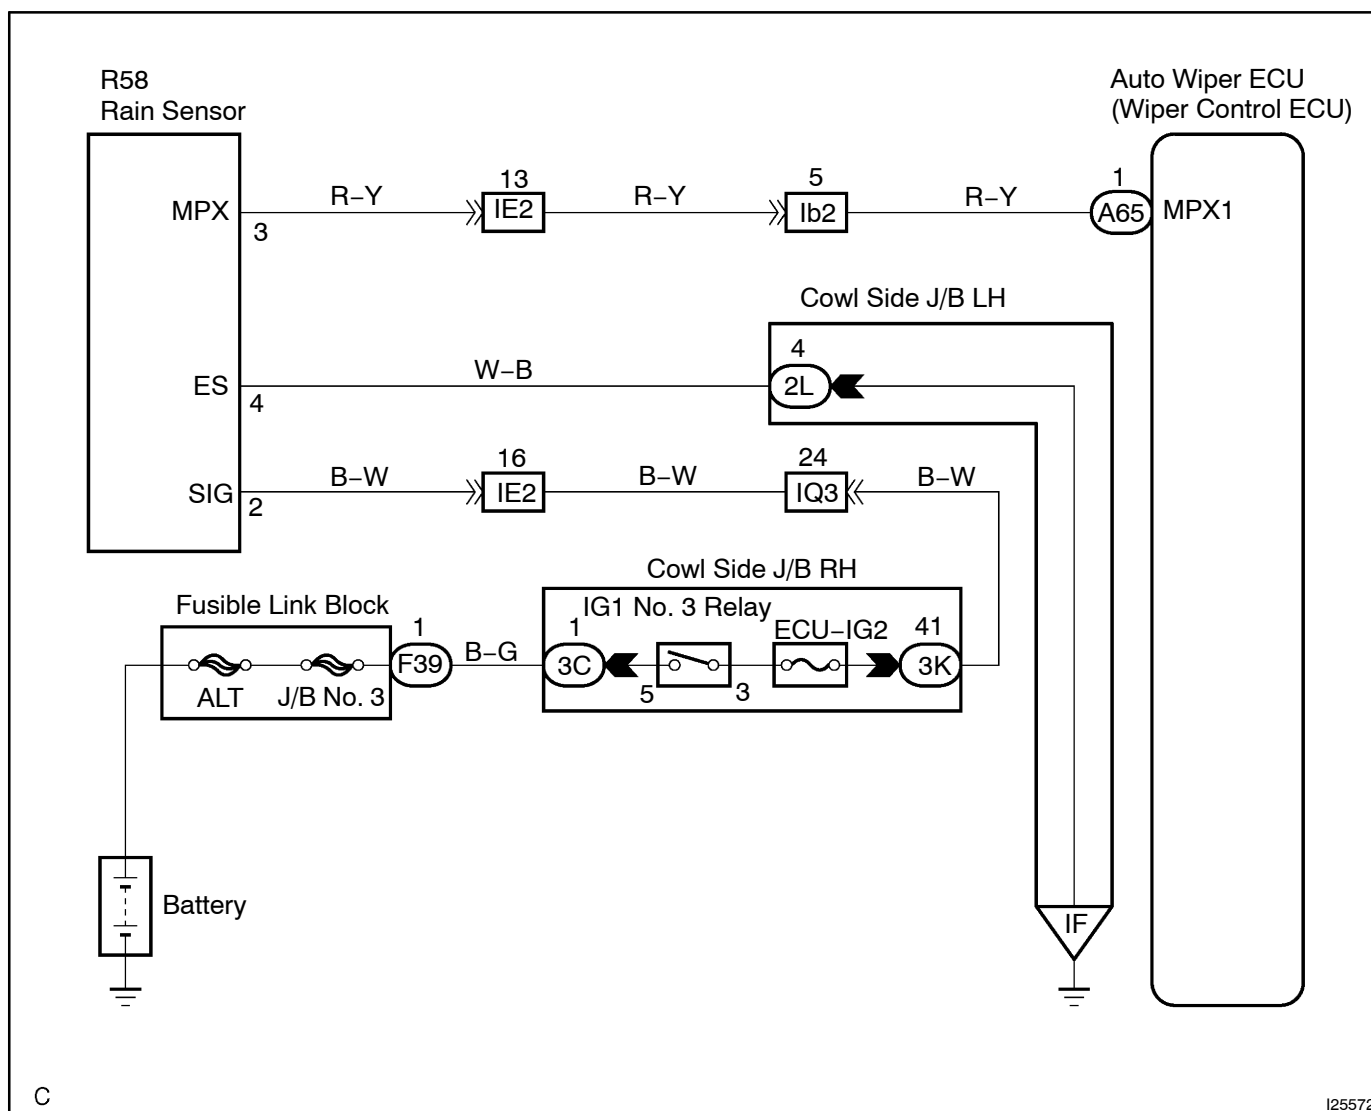 R58
Rain Sensor
Auto Wiper ECU
(Wiper Control ECU)
MPX
3
R–Y
13
IE2
R–Y
5
Ib2
R–Y
1
A65
MPX1
Cowl Side J/B LH
ES
4
W–B
4
2L
SIG
2
B–W
16
IE2
B–W
24
IQ3
B–W
Cowl Side J/B RH
Fusible Link Block
IG1 No. 3 Relay
1
B–G
1
3C
5
3
ECU–IG2
41
3K
F39
ALT
J/B No. 3
Battery
IF
C
I25572